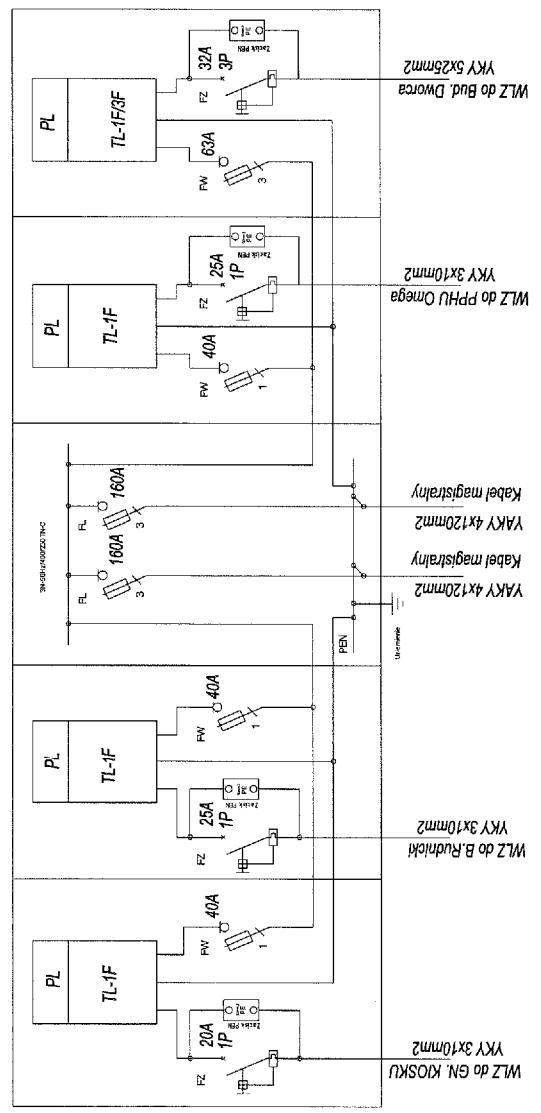 PL
TL-1F/3F
FW
63A
3
FZ
32A
3P
Zacisk PEN
WLZ do Bud. Dworca
YKY 5x25mm2
PL
TL-1F
FW
40A
1
FZ
25A
1P
Zacisk PEN
WLZ do PPHU Omega
YKY 3x10mm2
FL
160A
3
FL
160A
3
YAKY 4x120mm2
Kabel magistralny
YAKY 4x120mm2
Kabel magistralny
PEN
Uziemienie
PL
TL-1F
FW
40A
1
FZ
25A
1P
Zacisk PEN
WLZ do B.Rudnicki
YKY 3x10mm2
PL
TL-1F
FW
40A
1
FZ
20A
1P
Zacisk PEN
WLZ do GN. KIOSKU
YKY 3x10mm2